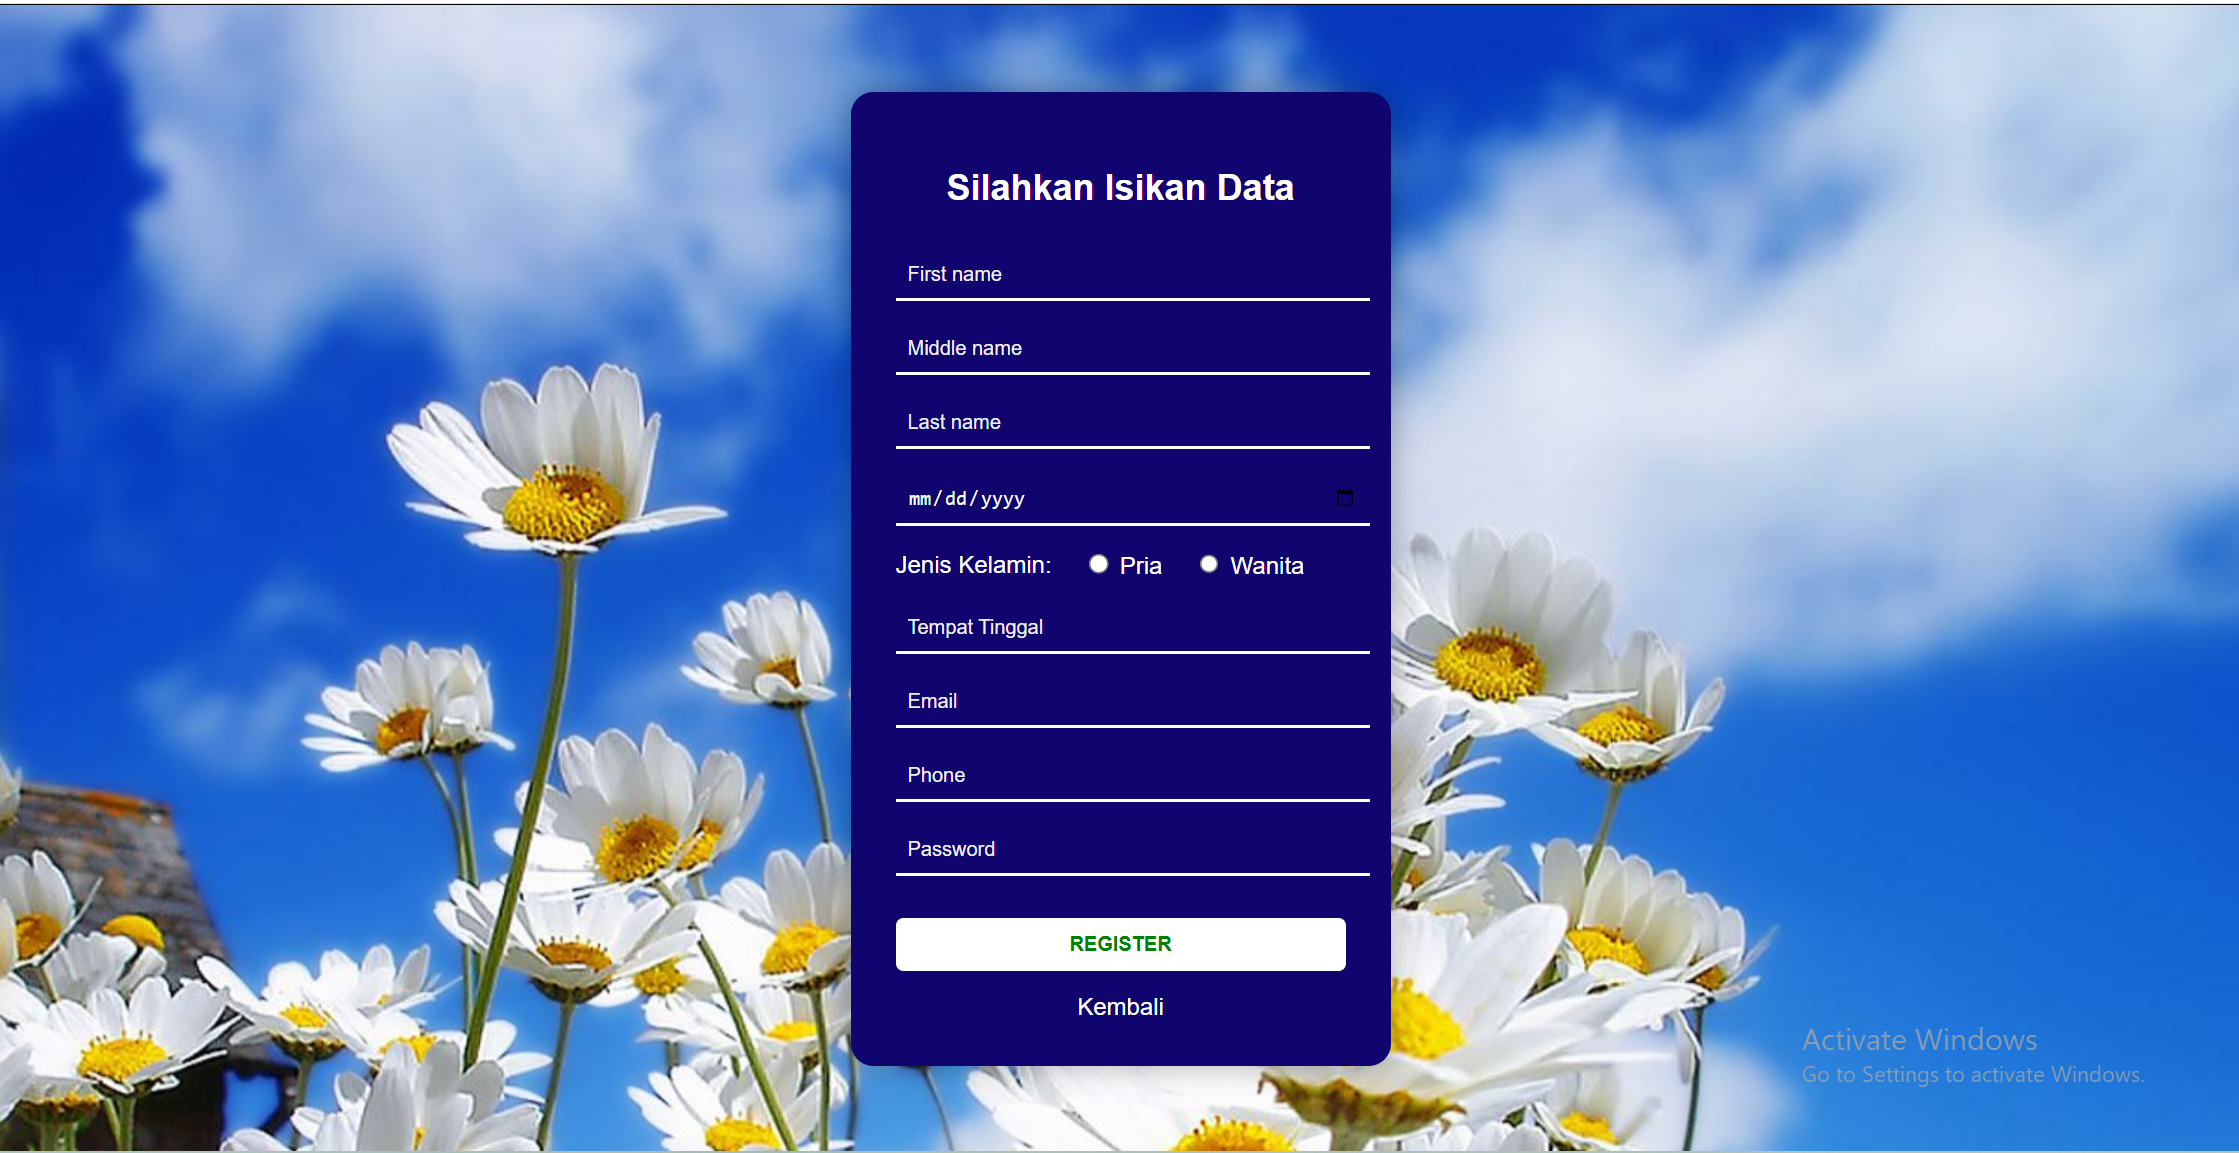 Silahkan Isikan Data
First name
Middle name
Last name
mm/dd/yyyy
Jenis Kelamin: Pria Wanita
Tempat Tinggal
Email
Phone
Password
REGISTER
Kembali
Activate Windows
Go to Settings to activate Windows.